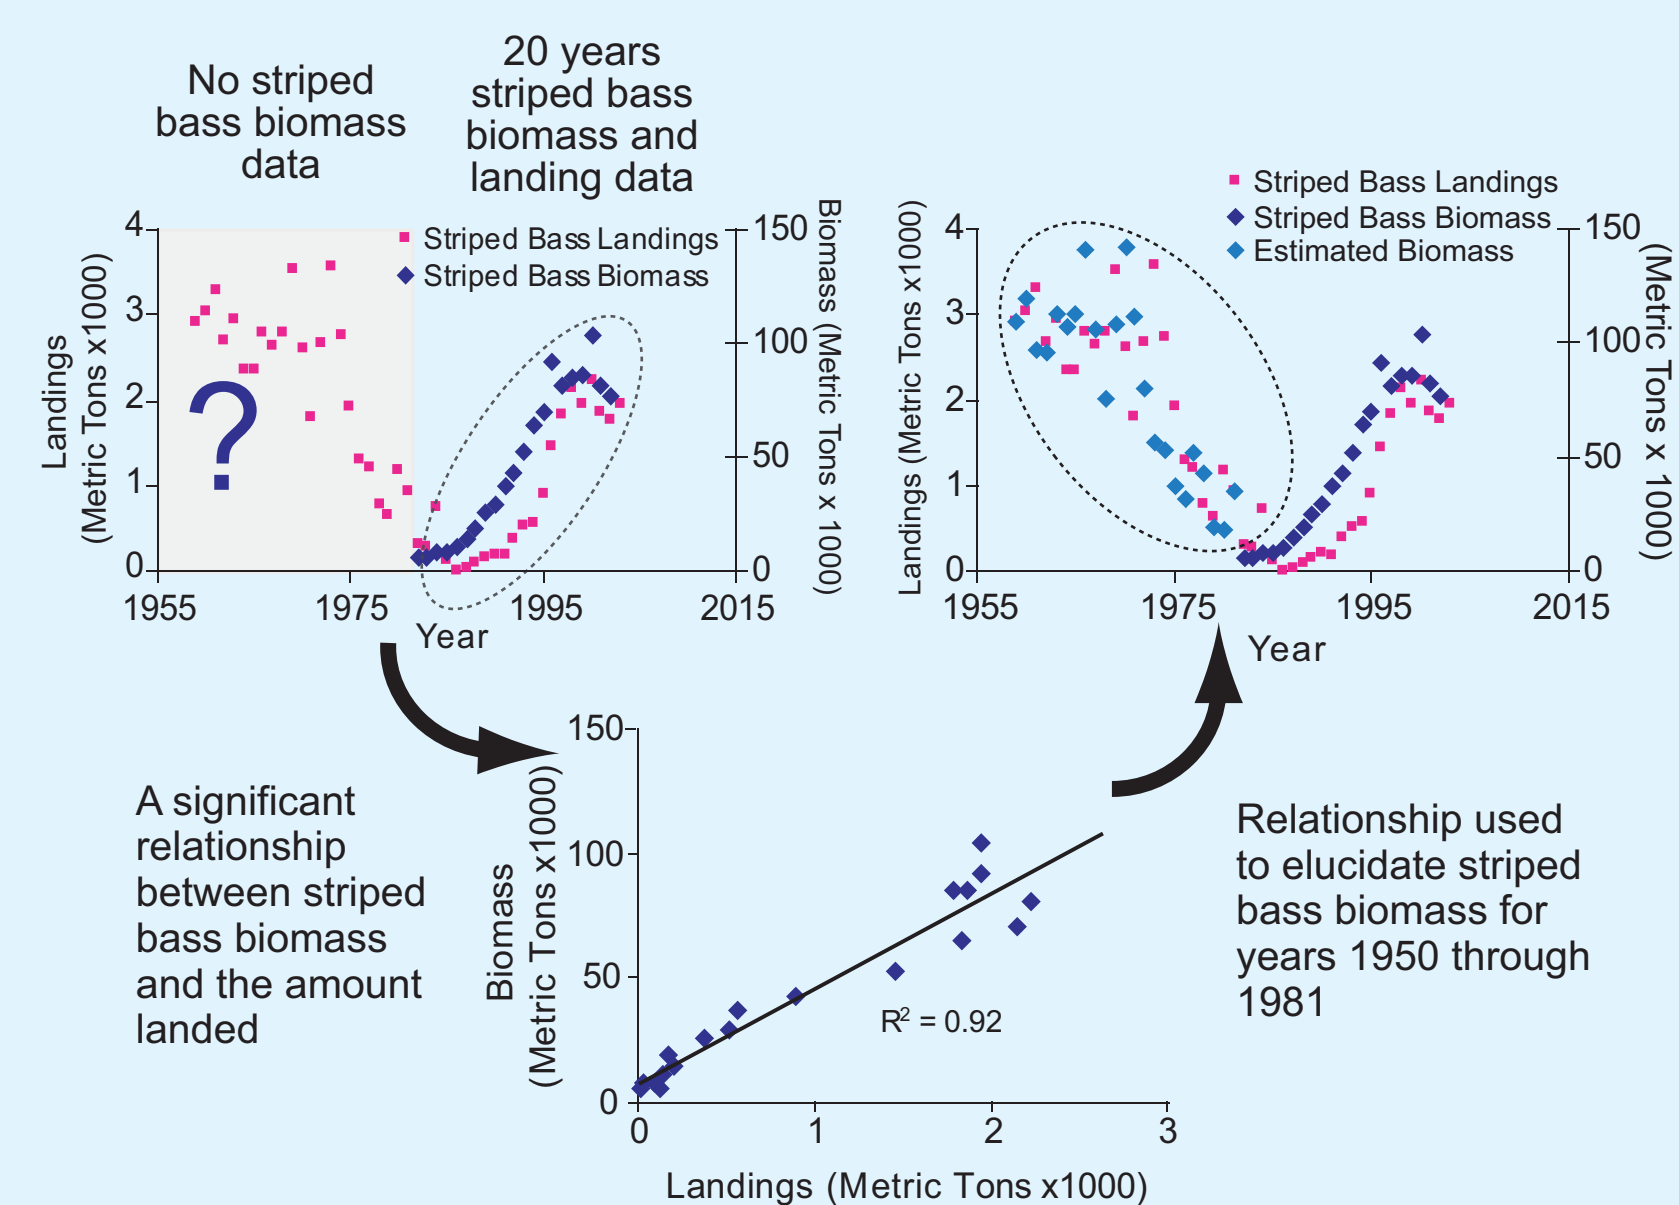 No striped
bass biomass
data
20 years
striped bass
biomass and
landing data
Landings
(Metric Tons x1000)
4
3
2
1
0
?
Striped Bass Landings
Striped Bass Biomass
150
100
50
0
Biomass (Metric Tons x 1000)
1955
1975
1995
2015
Year
Landings (Metric Tons x1000)
4
3
2
1
0
Striped Bass Landings
Striped Bass Biomass
Estimated Biomass
150
100
50
0
(Metric Tons x 1000)
1955
1975
1995
2015
Year
A significant
relationship
between striped
bass biomass
and the amount
landed
Biomass
(Metric Tons x1000)
150
100
50
0
R² = 0.92
0
1
2
3
Landings (Metric Tons x1000)
Relationship used
to elucidate striped
bass biomass for
years 1950 through
1981